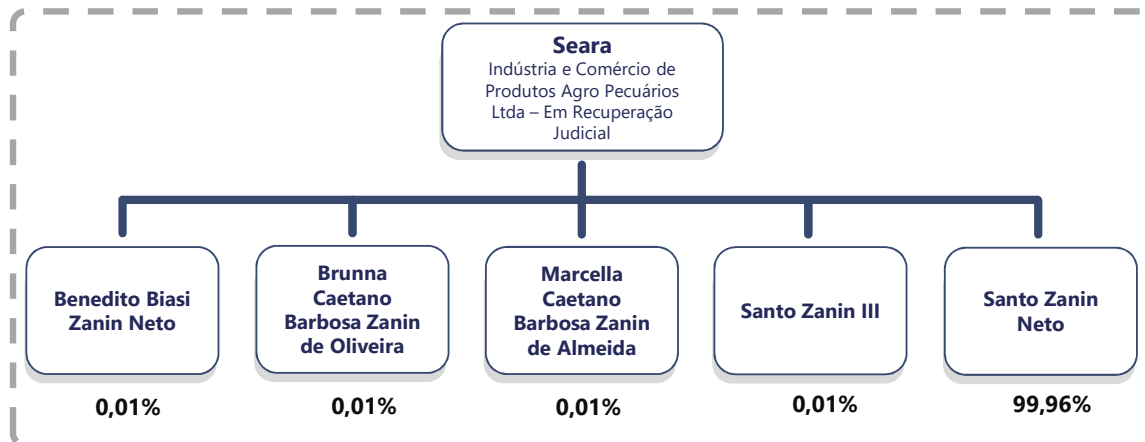 Seara
Indústria e Comércio de
Produtos Agro Pecuários
Ltda – Em Recuperação
Judicial
Benedito Biasi
Zanin Neto
Brunna
Caetano
Barbosa Zanin
de Oliveira
Marcella
Caetano
Barbosa Zanin
de Almeida
Santo Zanin III
Santo Zanin
Neto
0,01%
0,01%
0,01%
0,01%
99,96%